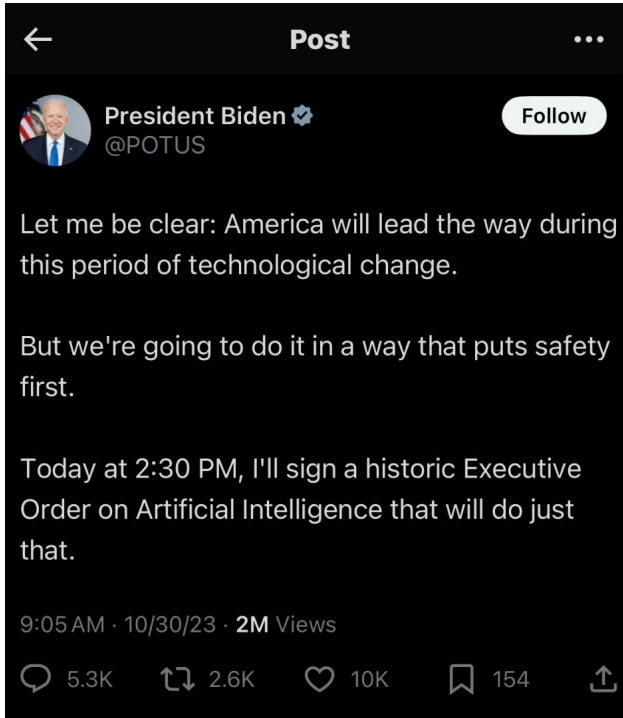 Post
President Biden
Follow
@POTUS
Let me be clear: America will lead the way during
this period of technological change.
But we're going to do it in a way that puts safety
first.
Today at 2:30 PM, I'll sign a historic Executive
Order on Artificial Intelligence that will do just
that.
9:05 AM · 10/30/23 · 2M Views
5.3K 2.6K 10K 154